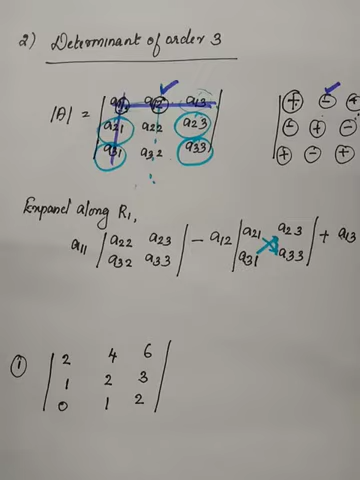 2) Determinant of order 3
|A| = | a11 a12 a13 | | + - +
| a21 a22 a23 | | - + -
| a31 a32 a33 | | + - +
Expand along R1,
a11 | a22 a23 | - a12 | a21 a23 | + a13
| a32 a33 | | a31 a33 |
① | 2 4 6 |
| 1 2 3 |
| 0 1 2 |